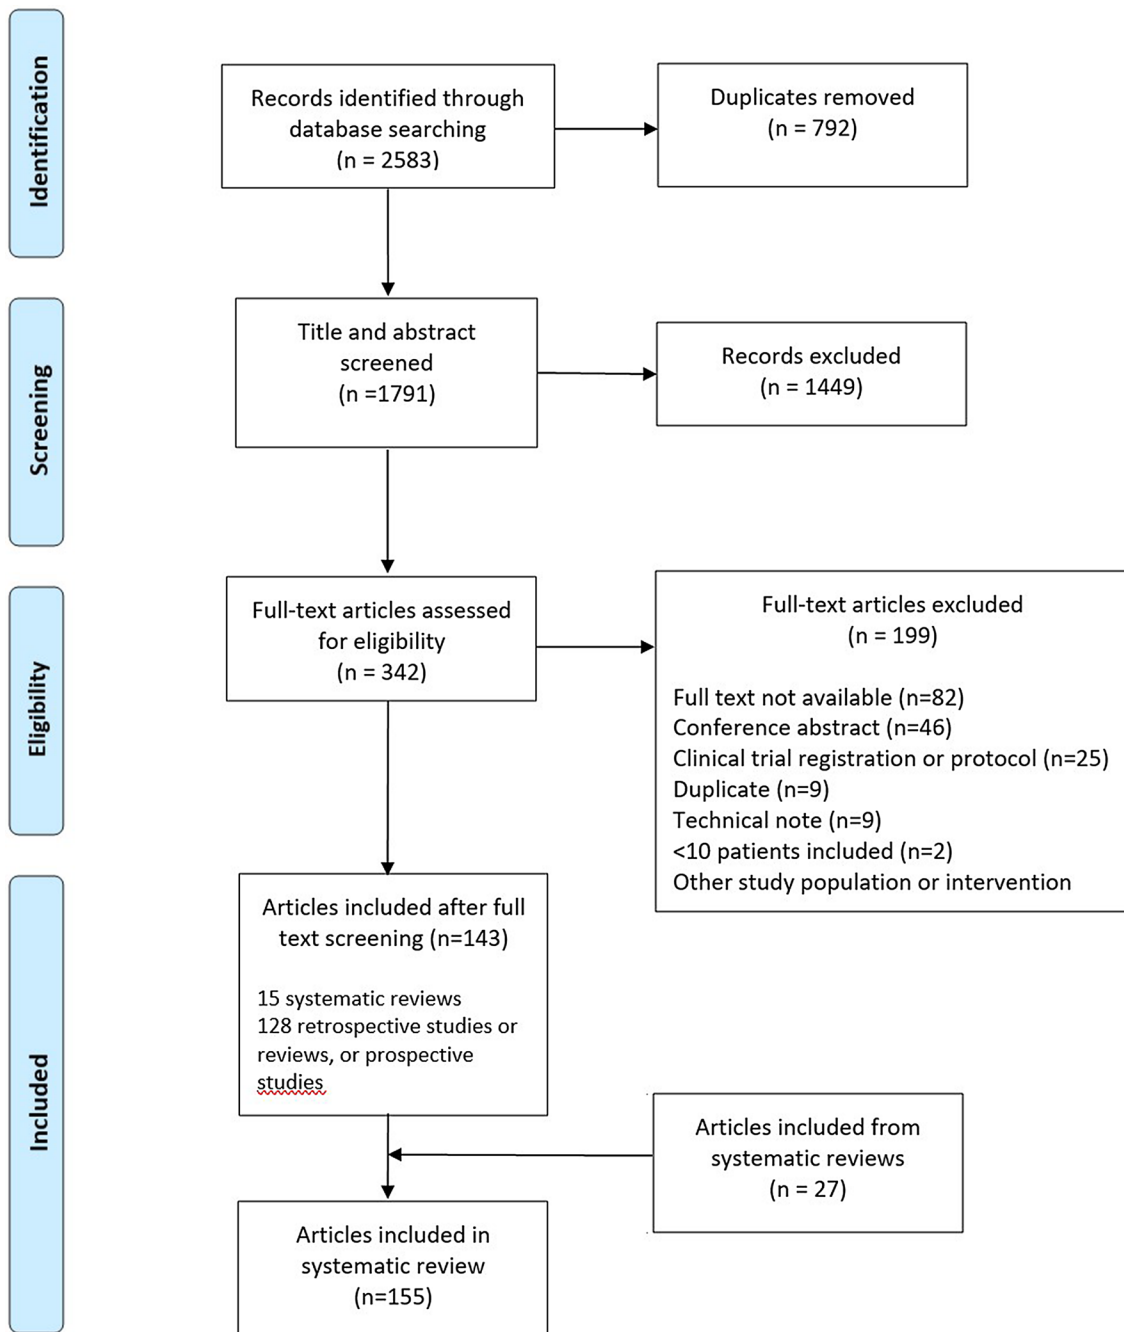 Identification
Records identified through
database searching
(n = 2583)
Duplicates removed
(n = 792)
Screening
Title and abstract
screened
(n =1791)
Records excluded
(n = 1449)
Eligibility
Full-text articles assessed
for eligibility
(n = 342)
Full-text articles excluded
(n = 199)
Full text not available (n=82)
Conference abstract (n=46)
Clinical trial registration or protocol (n=25)
Duplicate (n=9)
Technical note (n=9)
<10 patients included (n=2)
Other study population or intervention
Included
Articles included after full
text screening (n=143)
15 systematic reviews
128 retrospective studies or
reviews, or prospective
studies
Articles included from
systematic reviews
(n = 27)
Articles included in
systematic review
(n=155)